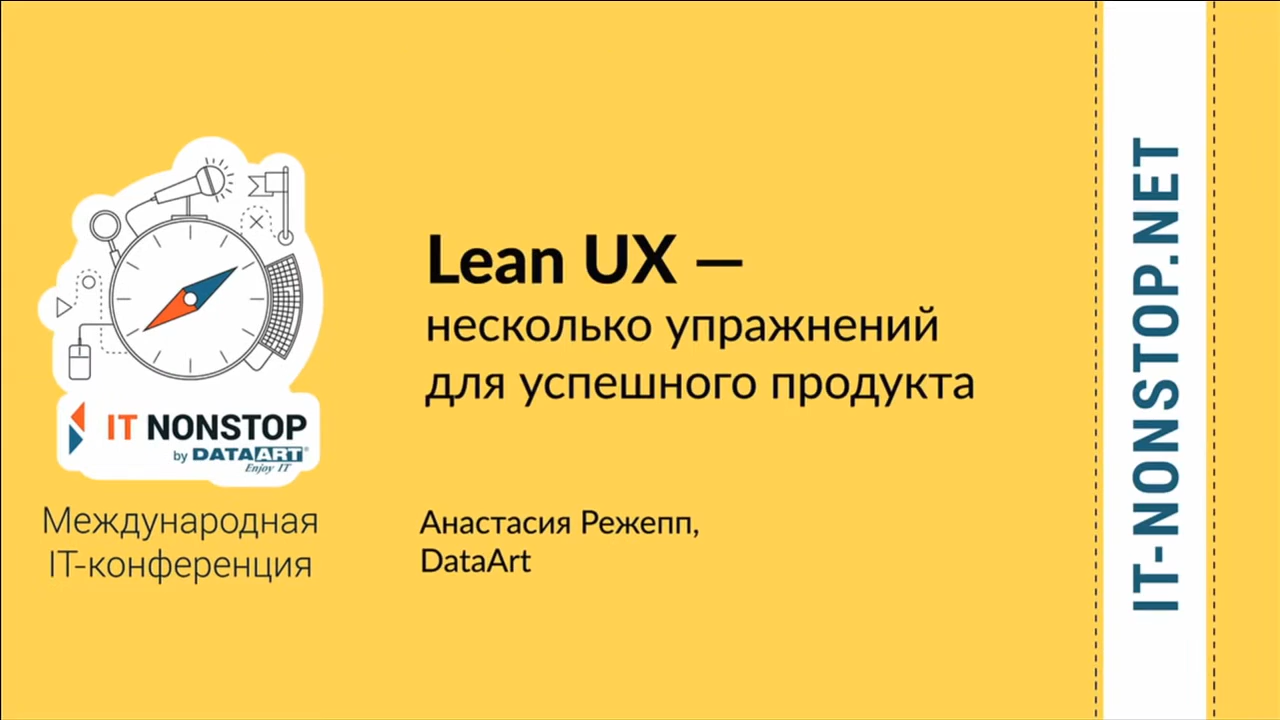 IT NONSTOP
by DATAART®
Enjoy IT
Международная
IT-конференция
Lean UX —
несколько упражнений
для успешного продукта
Анастасия Режепп,
DataArt
IT-NONSTOP.NET